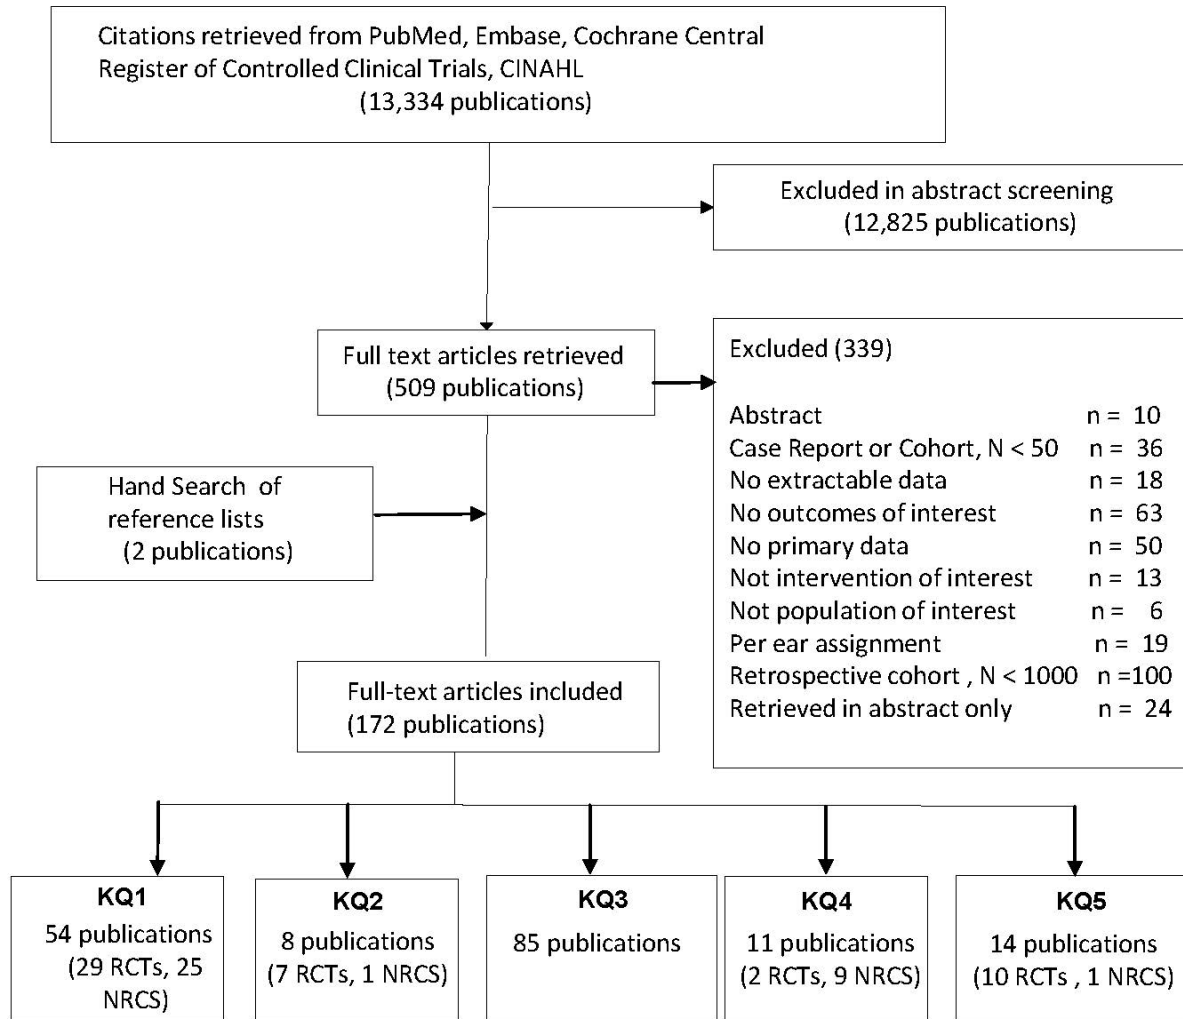 Citations retrieved from PubMed, Embase, Cochrane Central
Register of Controlled Clinical Trials, CINAHL
(13,334 publications)
Excluded in abstract screening
(12,825 publications)
Full text articles retrieved
(509 publications)
Excluded (339)
Abstract n = 10
Case Report or Cohort, N < 50 n = 36
No extractable data n = 18
No outcomes of interest n = 63
No primary data n = 50
Not intervention of interest n = 13
Not population of interest n = 6
Per ear assignment n = 19
Retrospective cohort , N < 1000 n =100
Retrieved in abstract only n = 24
Hand Search of
reference lists
(2 publications)
Full-text articles included
(172 publications)
KQ1
54 publications
(29 RCTs, 25
NRCS)
KQ2
8 publications
(7 RCTs, 1 NRCS)
KQ3
85 publications
KQ4
11 publications
(2 RCTs, 9 NRCS)
KQ5
14 publications
(10 RCTs , 1 NRCS)